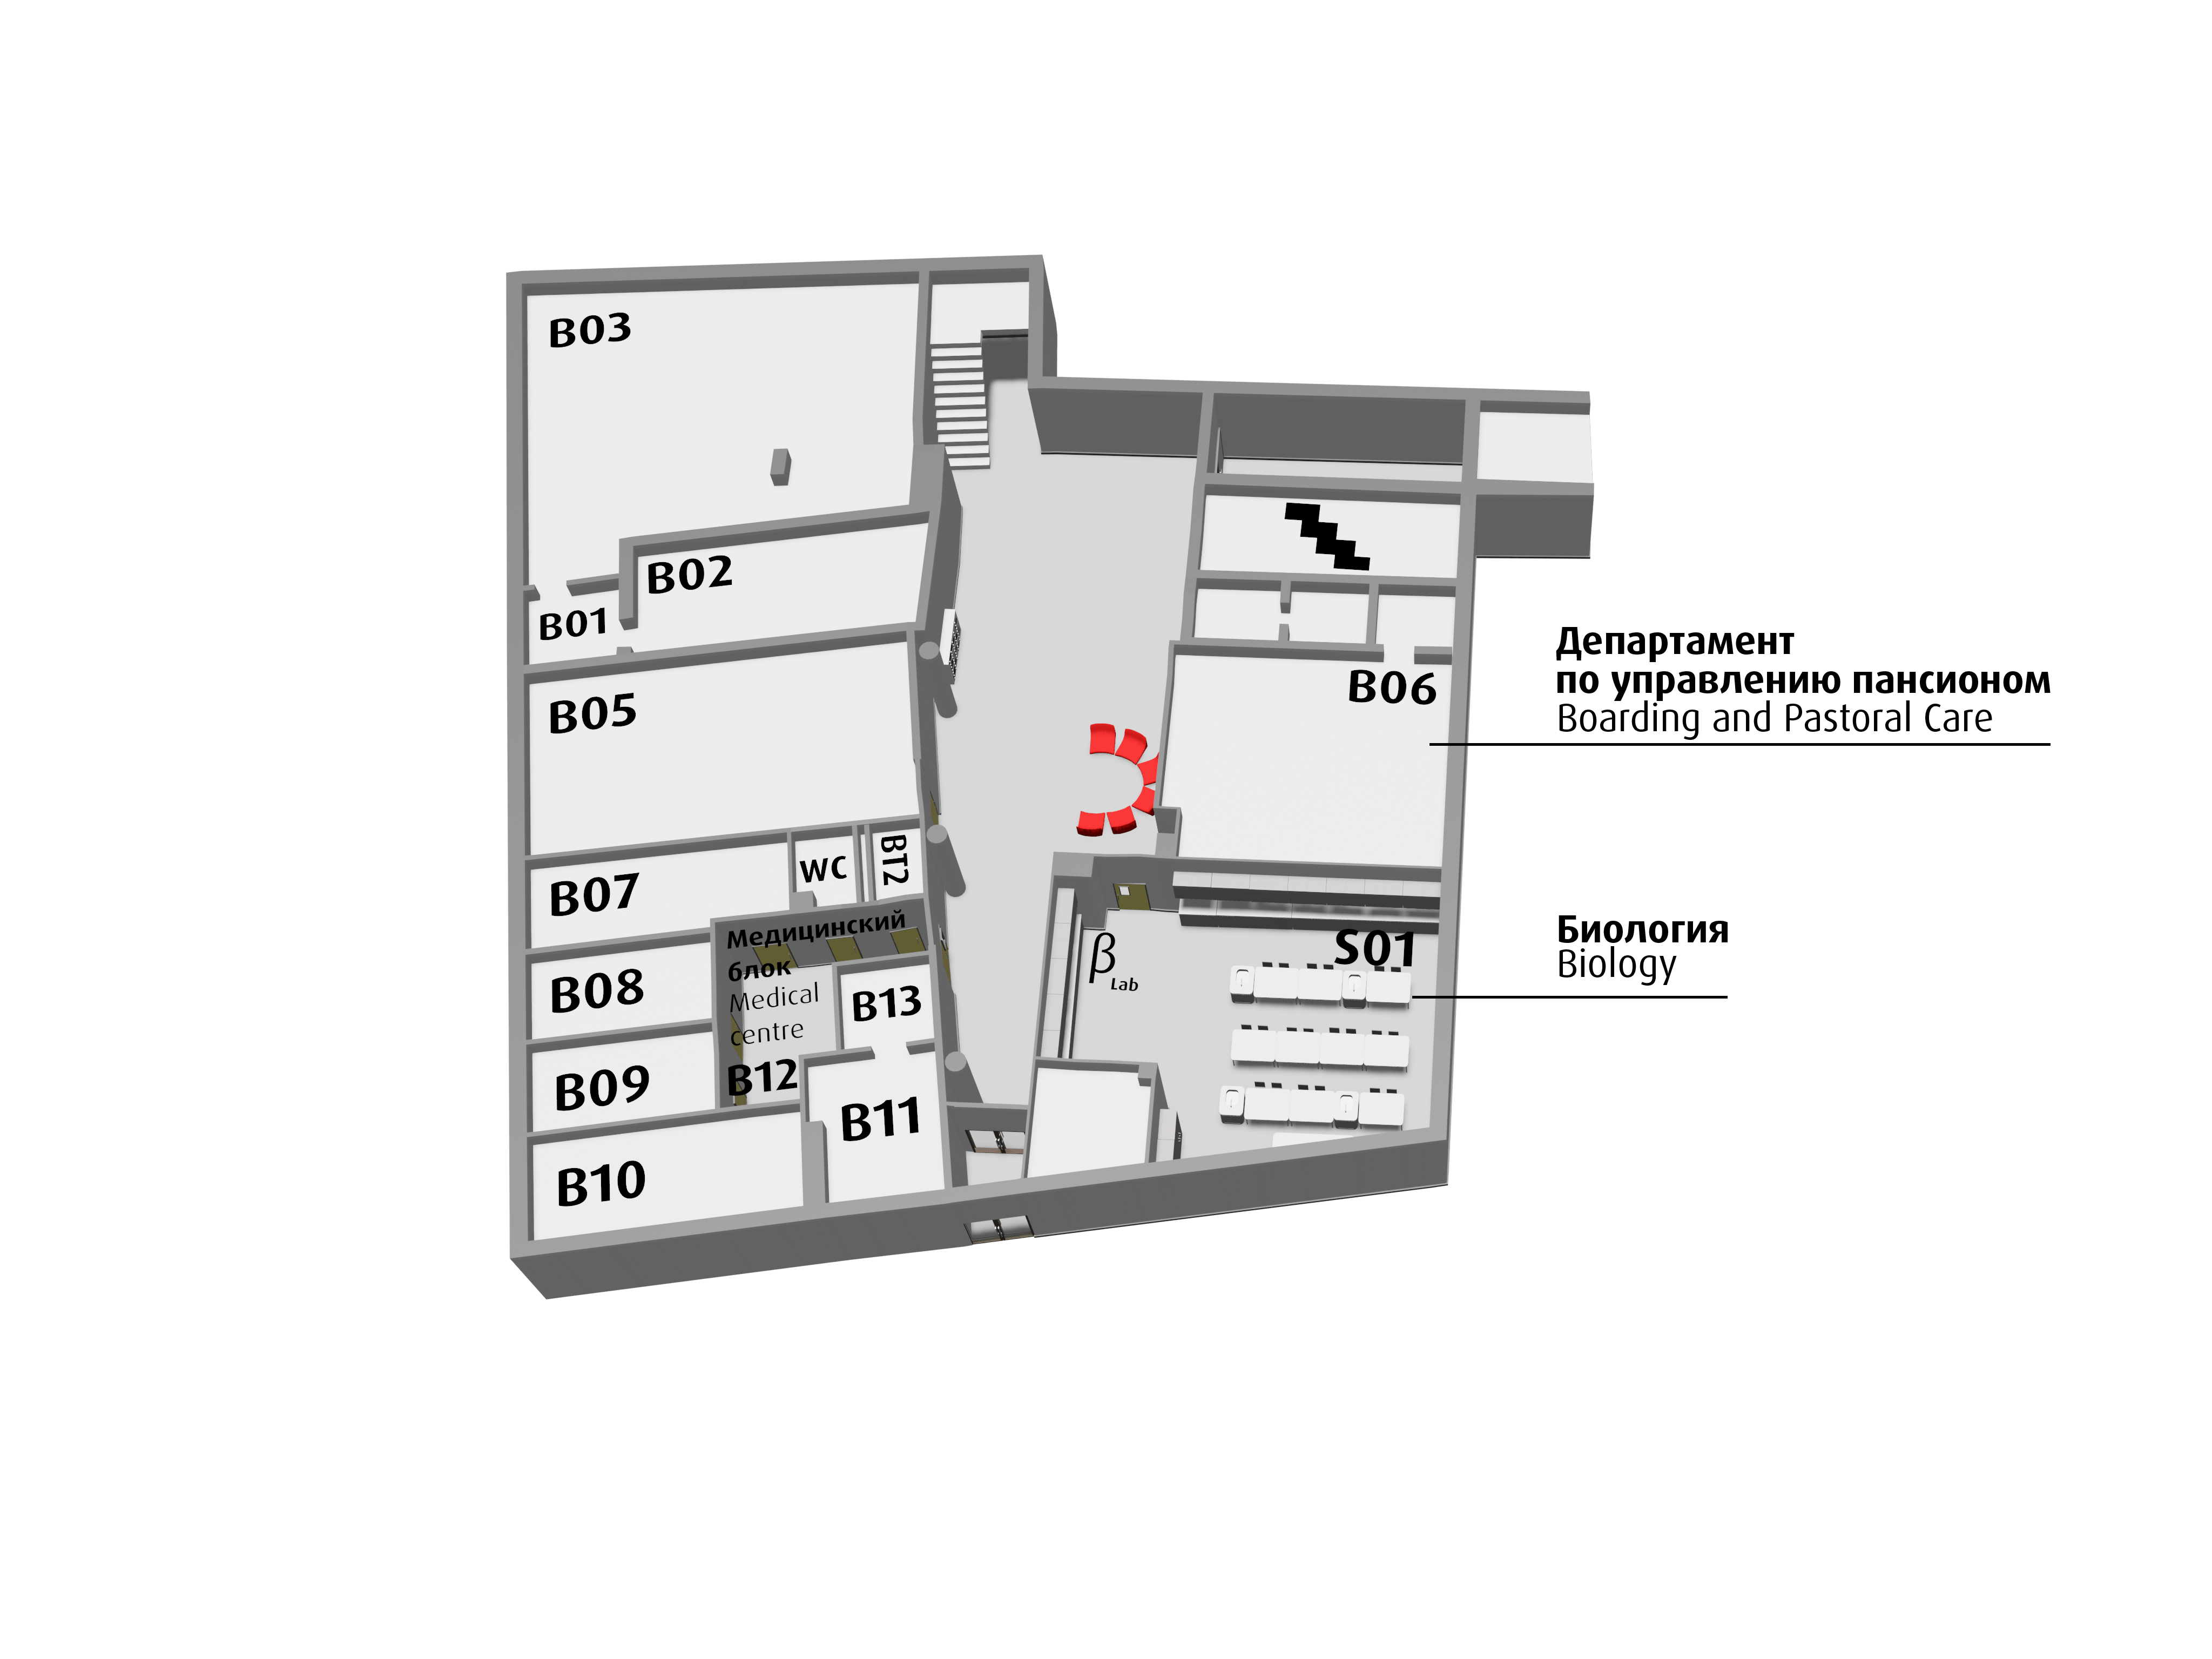 B03
B02
B01
B05
B06
Департамент
по управлению пансионом
Boarding and Pastoral Care
B07
WC
BT2
Медицинский
блок
Medical
centre
B12
B08
B13
B09
B11
B10
β
Lab
S01
Биология
Biology